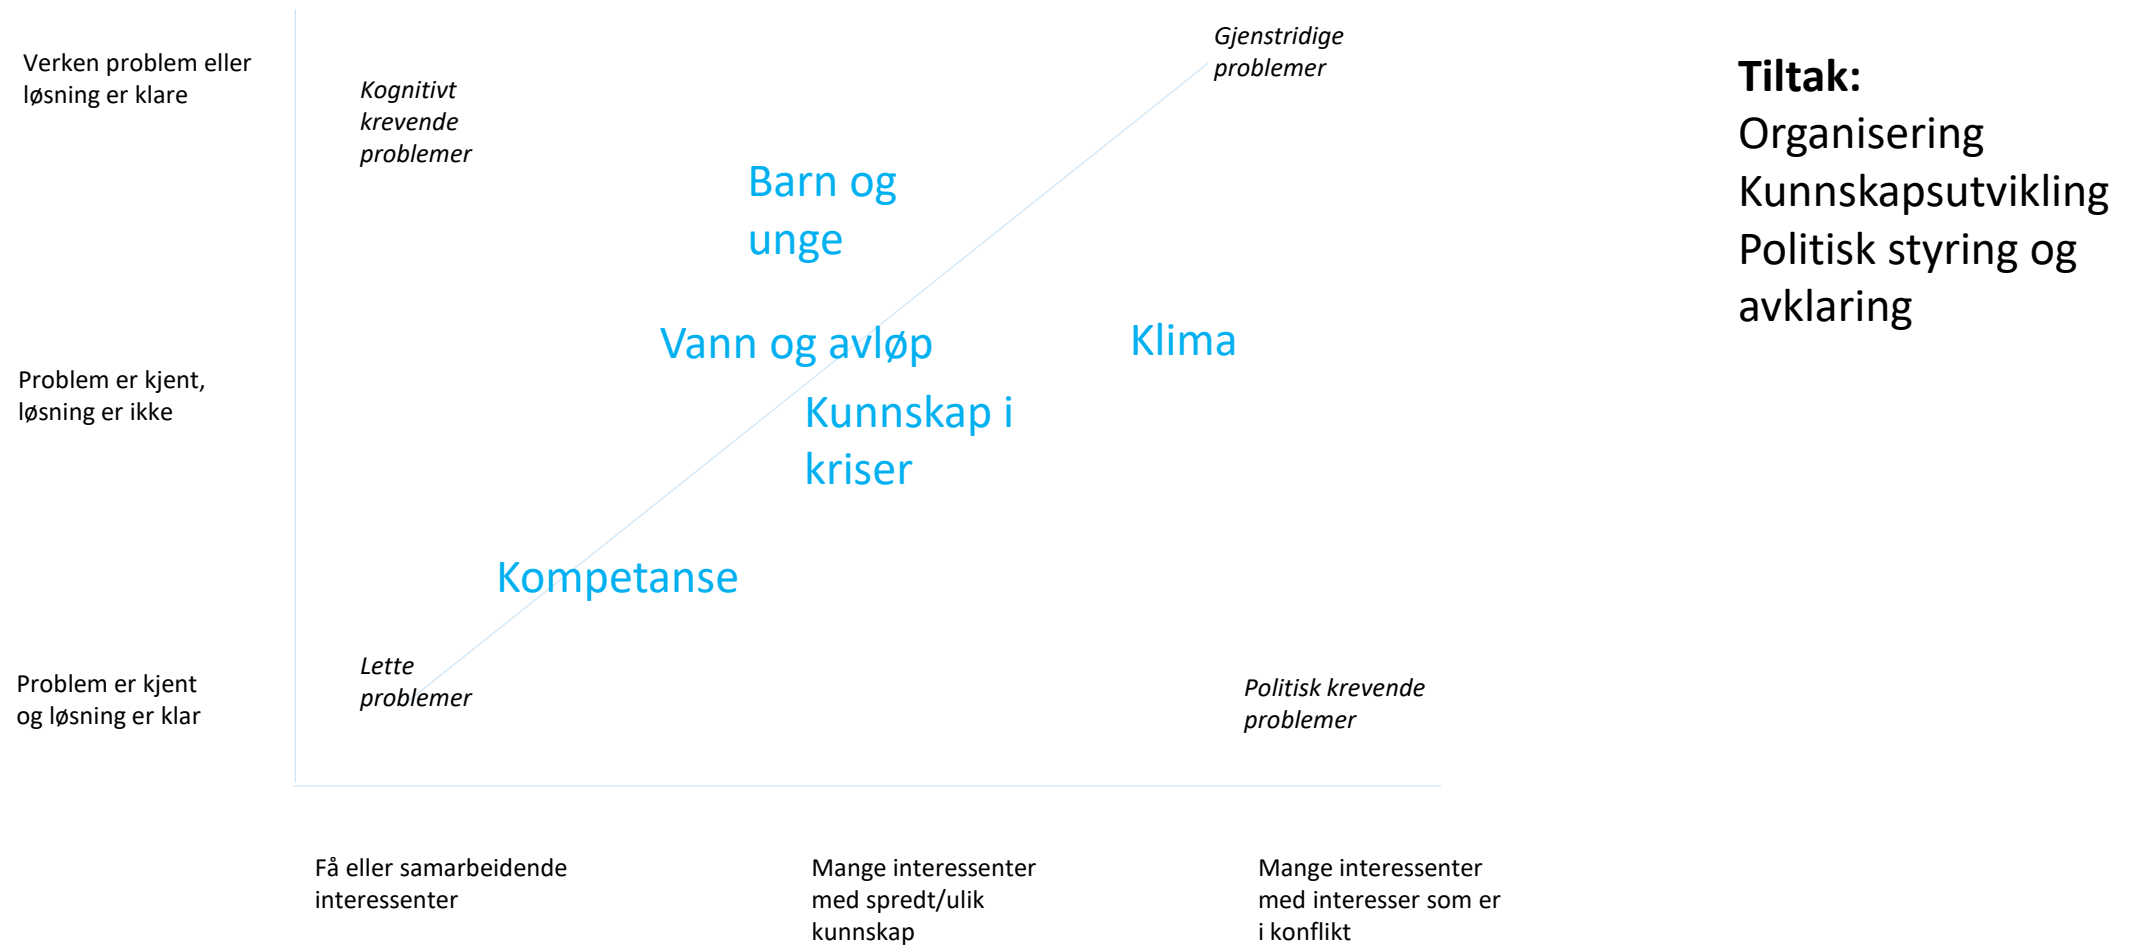 Verken problem eller
løsning er klare
Problem er kjent,
løsning er ikke
Problem er kjent
og løsning er klar
Kognitivt
krevende
problemer
Gjenstridige
problemer
Barn og
unge
Vann og avløp
Klima
Kunnskap i
kriser
Kompetanse
Lette
problemer
Politisk krevende
problemer
Få eller samarbeidende
interessenter
Mange interessenter
med spredt/ulik
kunnskap
Mange interessenter
med interesser som er
i konflikt
Tiltak:
Organisering
Kunnskapsutvikling
Politisk styring og
avklaring